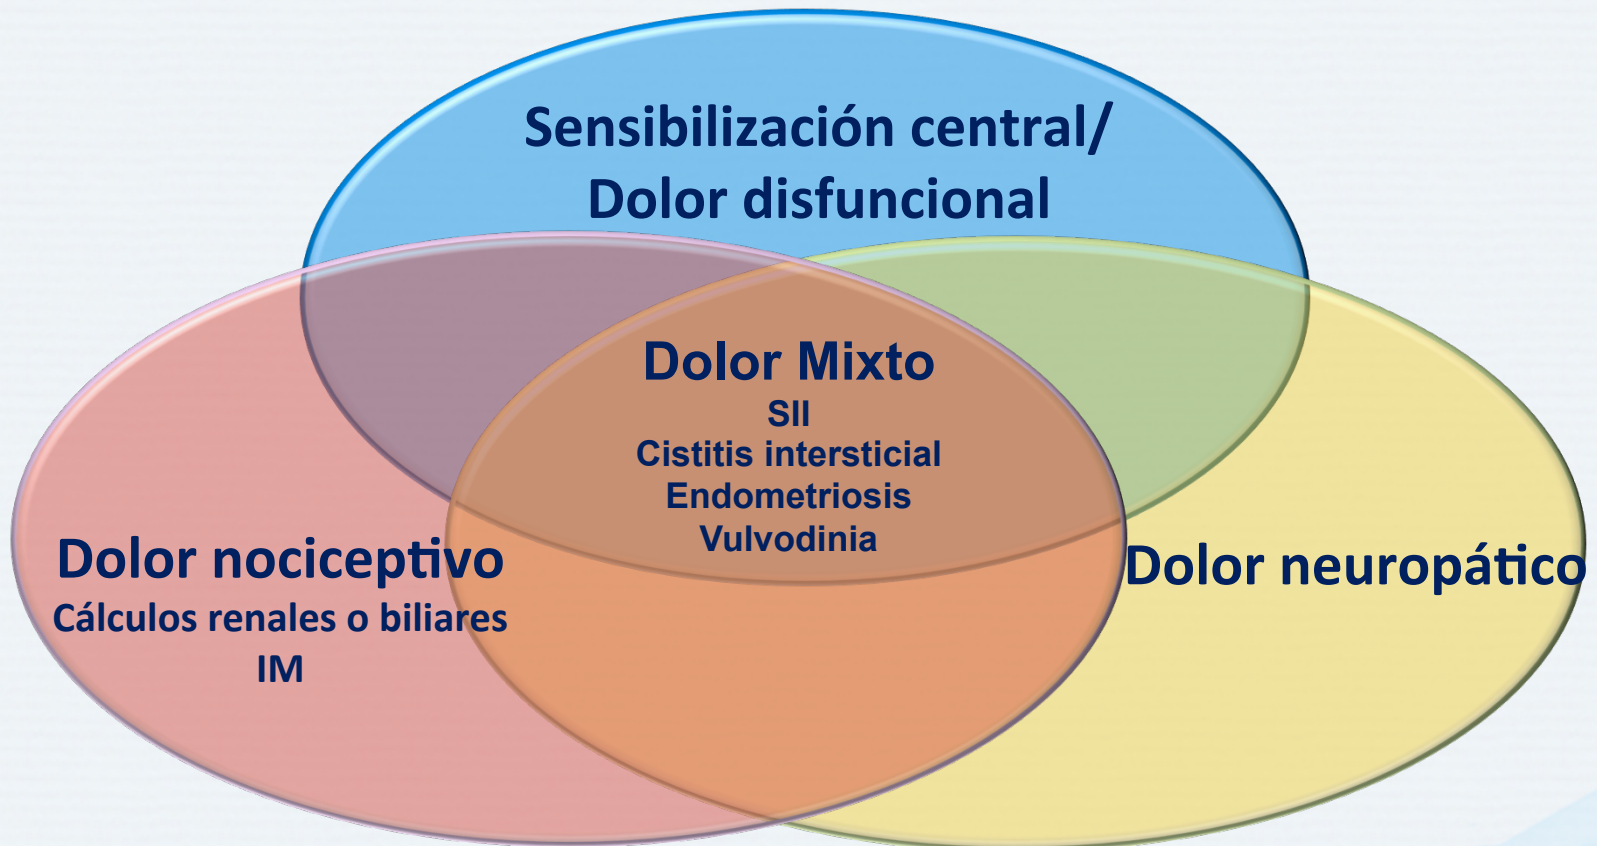 Sensibilización central/
Dolor disfuncional
Dolor Mixto
SII
Cistitis intersticial
Endometriosis
Vulvodinia
Dolor nociceptivo
Cálculos renales o biliares
IM
Dolor neuropático